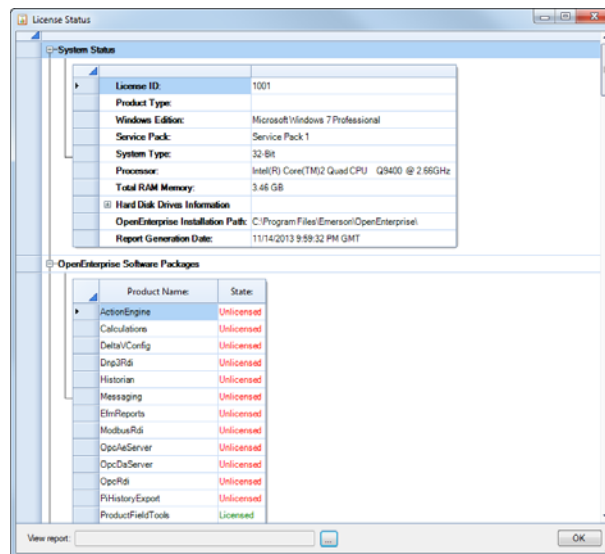 License Status
System Status
License ID: 1001
Product Type:
Windows Edition: Microsoft Windows 7 Professional
Service Pack: Service Pack 1
System Type: 32-Bit
Processor: Intel(R) Core(TM)2 Quad CPU Q9400 @ 2.66GHz
Total RAM Memory: 3.46 GB
Hard Disk Drives Information
OpenEnterprise Installation Path: C:\Program Files\Emerson\OpenEnterprise\
Report Generation Date: 11/14/2013 9:59:32 PM GMT
OpenEnterprise Software Packages
Product Name: State:
ActionEngine Unlicensed
Calculations Unlicensed
DeltaVConfig Unlicensed
Dnp3Rdi Unlicensed
Historian Unlicensed
Messaging Unlicensed
EfmReports Unlicensed
ModbusRdi Unlicensed
OpcAeServer Unlicensed
OpcDaServer Unlicensed
OpcRdi Unlicensed
PiHistoryExport Unlicensed
ProductFieldTools Licensed
View report: ... OK